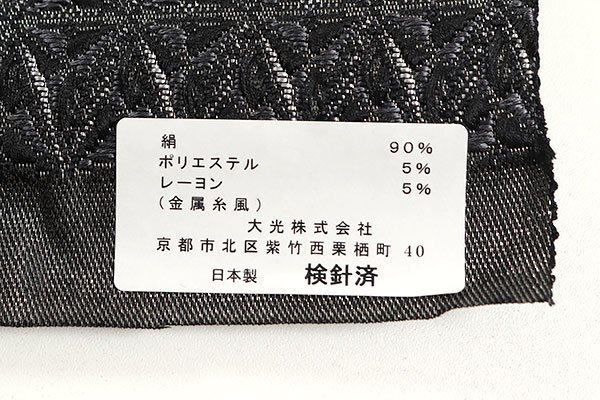 絹 90%
ポリエステル 5%
レーヨン 5%
(金属糸風)
大光株式会社
京都市北区紫竹西栗栖町 40
日本製 検針済